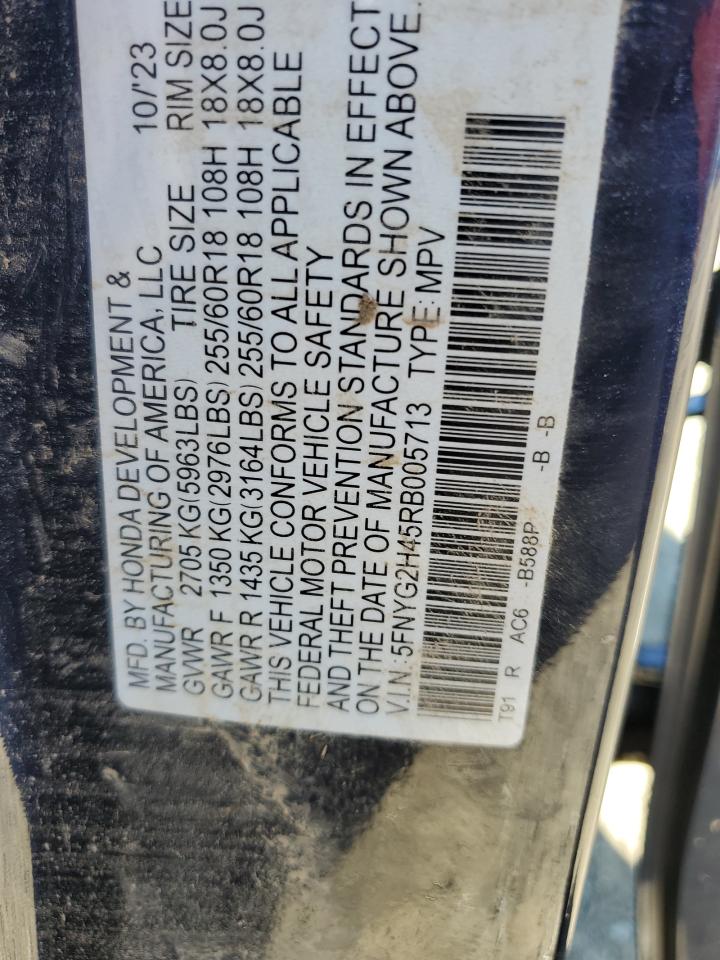 MFD. BY HONDA DEVELOPMENT &
MANUFACTURING OF AMERICA, LLC 10/'23
GVWR 2705 KG(5963LBS) TIRE SIZE RIM SIZE
GAWR F 1350 KG(2976LBS) 255/60R18 108H 18X8.0J
GAWR R 1435 KG(3164LBS) 255/60R18 108H 18X8.0J
THIS VEHICLE CONFORMS TO ALL APPLICABLE
FEDERAL MOTOR VEHICLE SAFETY
AND THEFT PREVENTION STANDARDS IN EFFECT
ON THE DATE OF MANUFACTURE SHOWN ABOVE.
V.I.N.: 5FNYG2H45RB005713 TYPE: MPV
T91 R AC6 -B588P -B -B